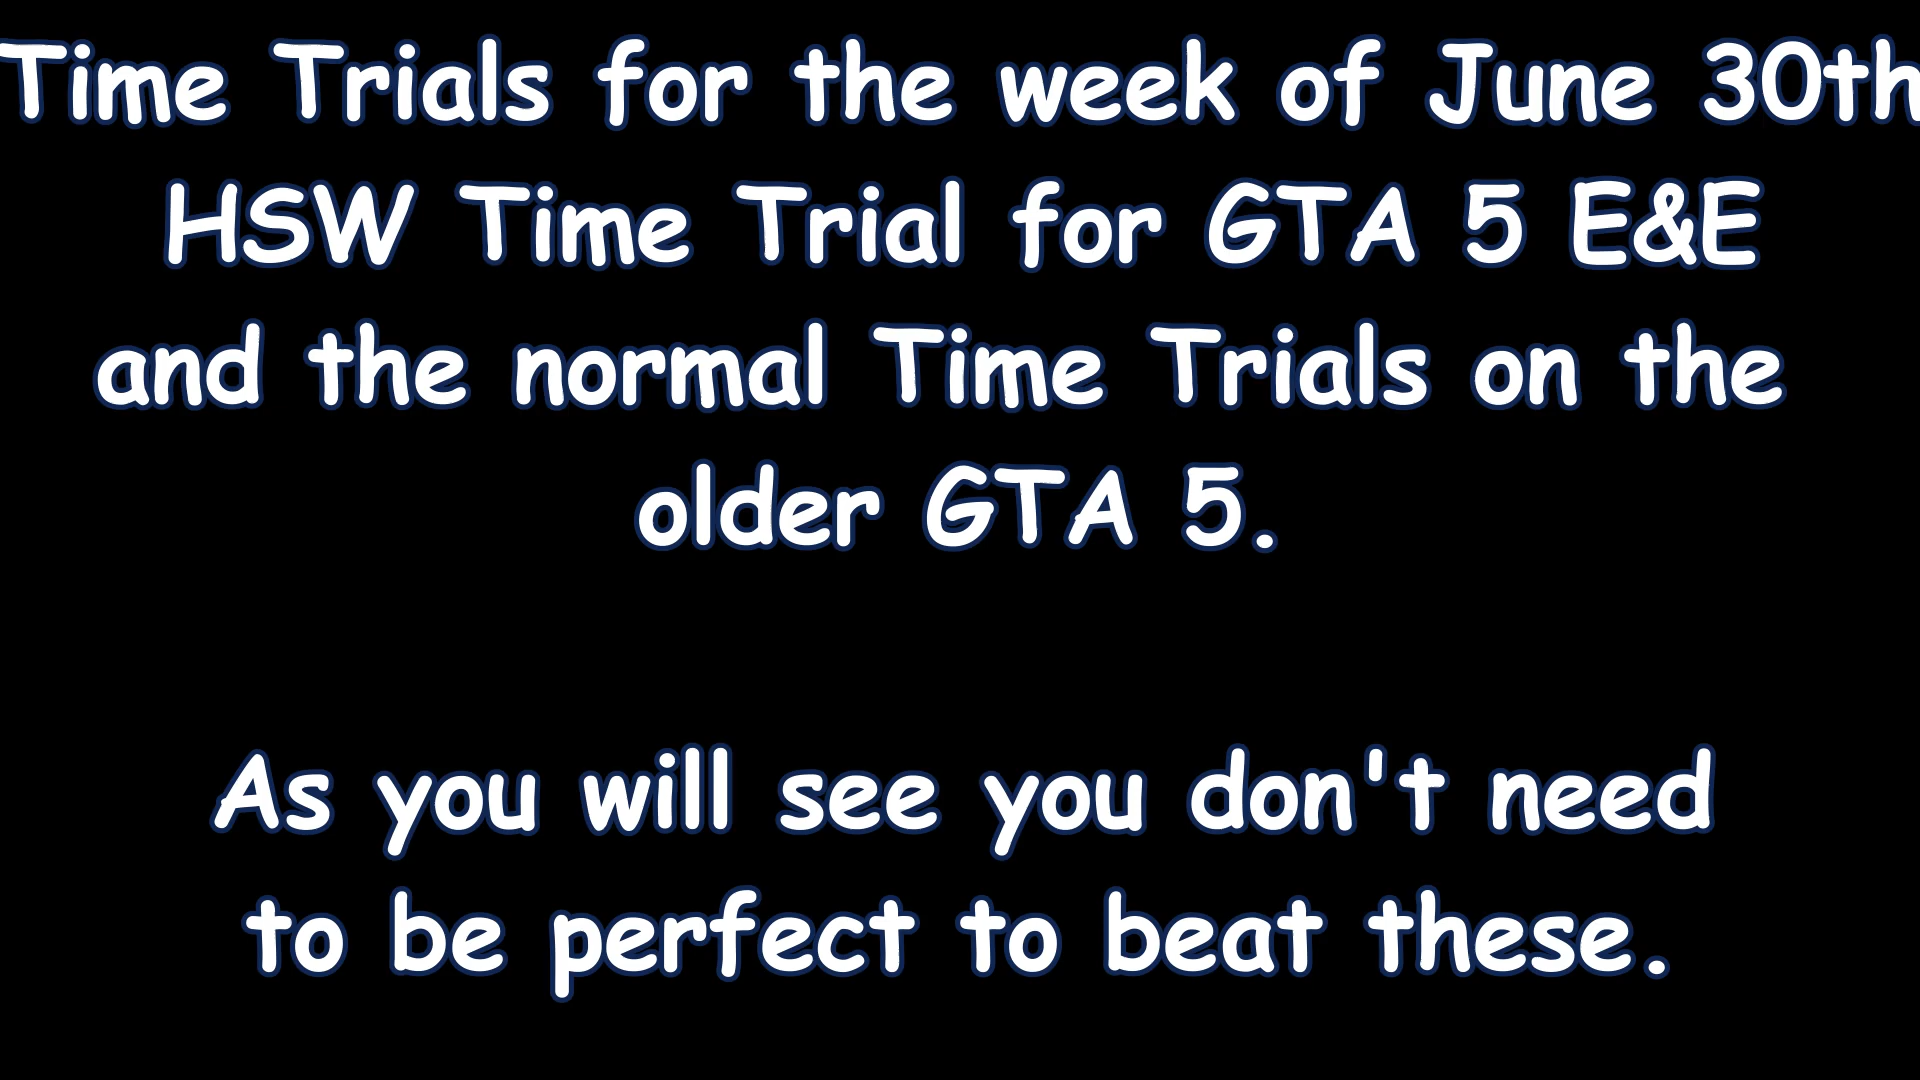 Time Trials for the week of June 30th
HSW Time Trial for GTA 5 E&E
and the normal Time Trials on the
older GTA 5.
As you will see you don't need
to be perfect to beat these.